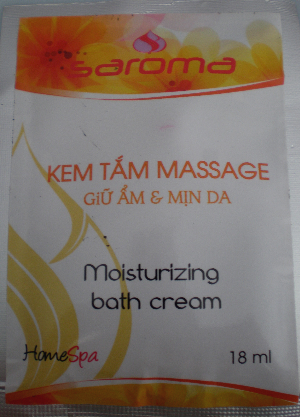 saroma
KEM TẮM MASSAGE
GIỮ ẨM & MỊN DA
Moisturizing
bath cream
HomeSpa 18 ml